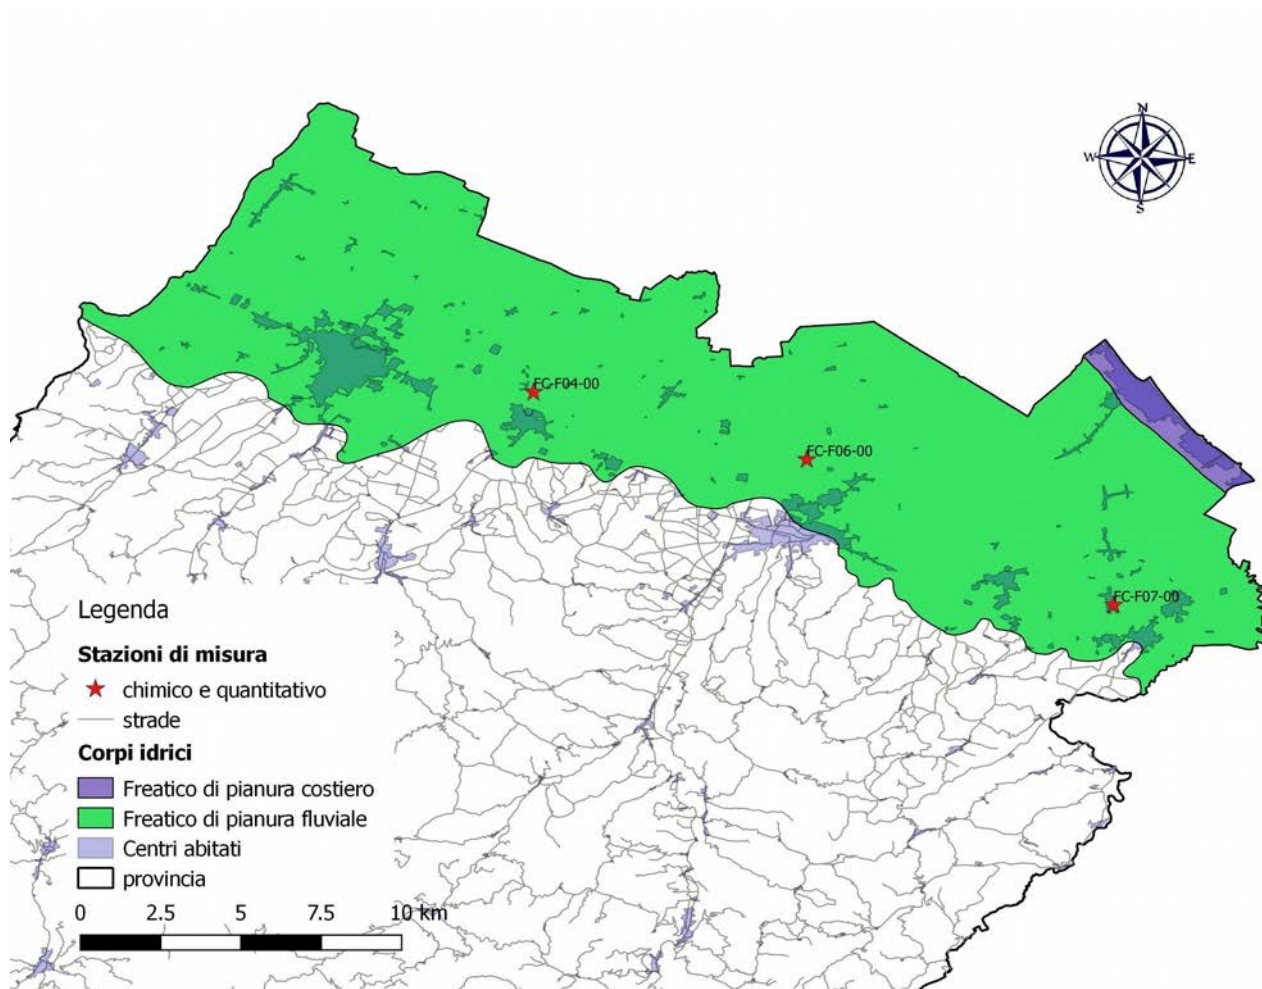 N
W E
S
FC-F04-00
FC-F06-00
FC-F07-00
Legenda
Stazioni di misura
chimico e quantitativo
strade
Corpi idrici
Freatico di pianura costiero
Freatico di pianura fluviale
Centri abitati
provincia
0 2.5 5 7.5 10 km